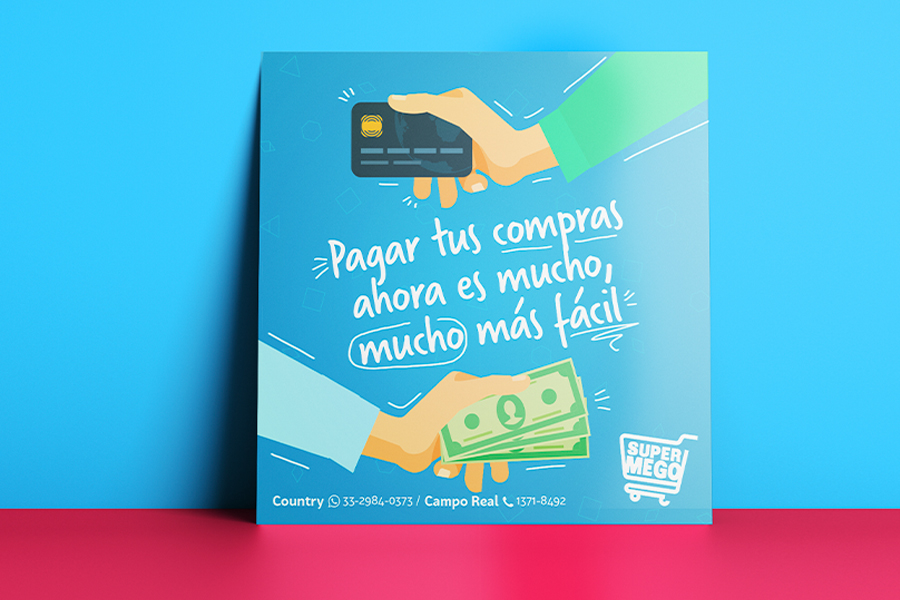 Pagar tus compras
ahora es mucho,
mucho más fácil
SUPER
MEGO
Country 33-2984-0373 / Campo Real 1371-8492